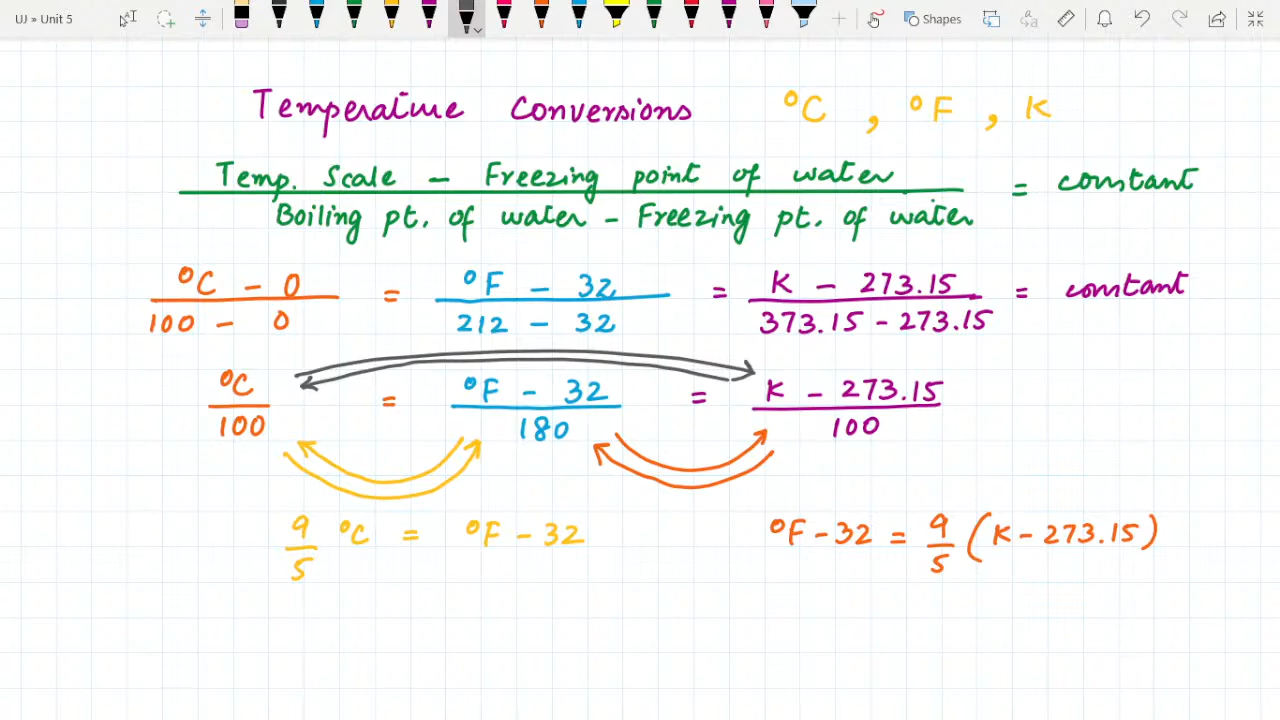 UJ » Unit 5
Shapes
Temperature Conversions °C , °F , K
Temp. Scale - Freezing point of water / Boiling pt. of water - Freezing pt. of water = constant
°C - 0 / 100 - 0 = °F - 32 / 212 - 32 = K - 273.15 / 373.15 - 273.15 = constant
°C / 100 = °F - 32 / 180 = K - 273.15 / 100
9/5 °C = °F - 32
°F - 32 = 9/5 (K - 273.15)